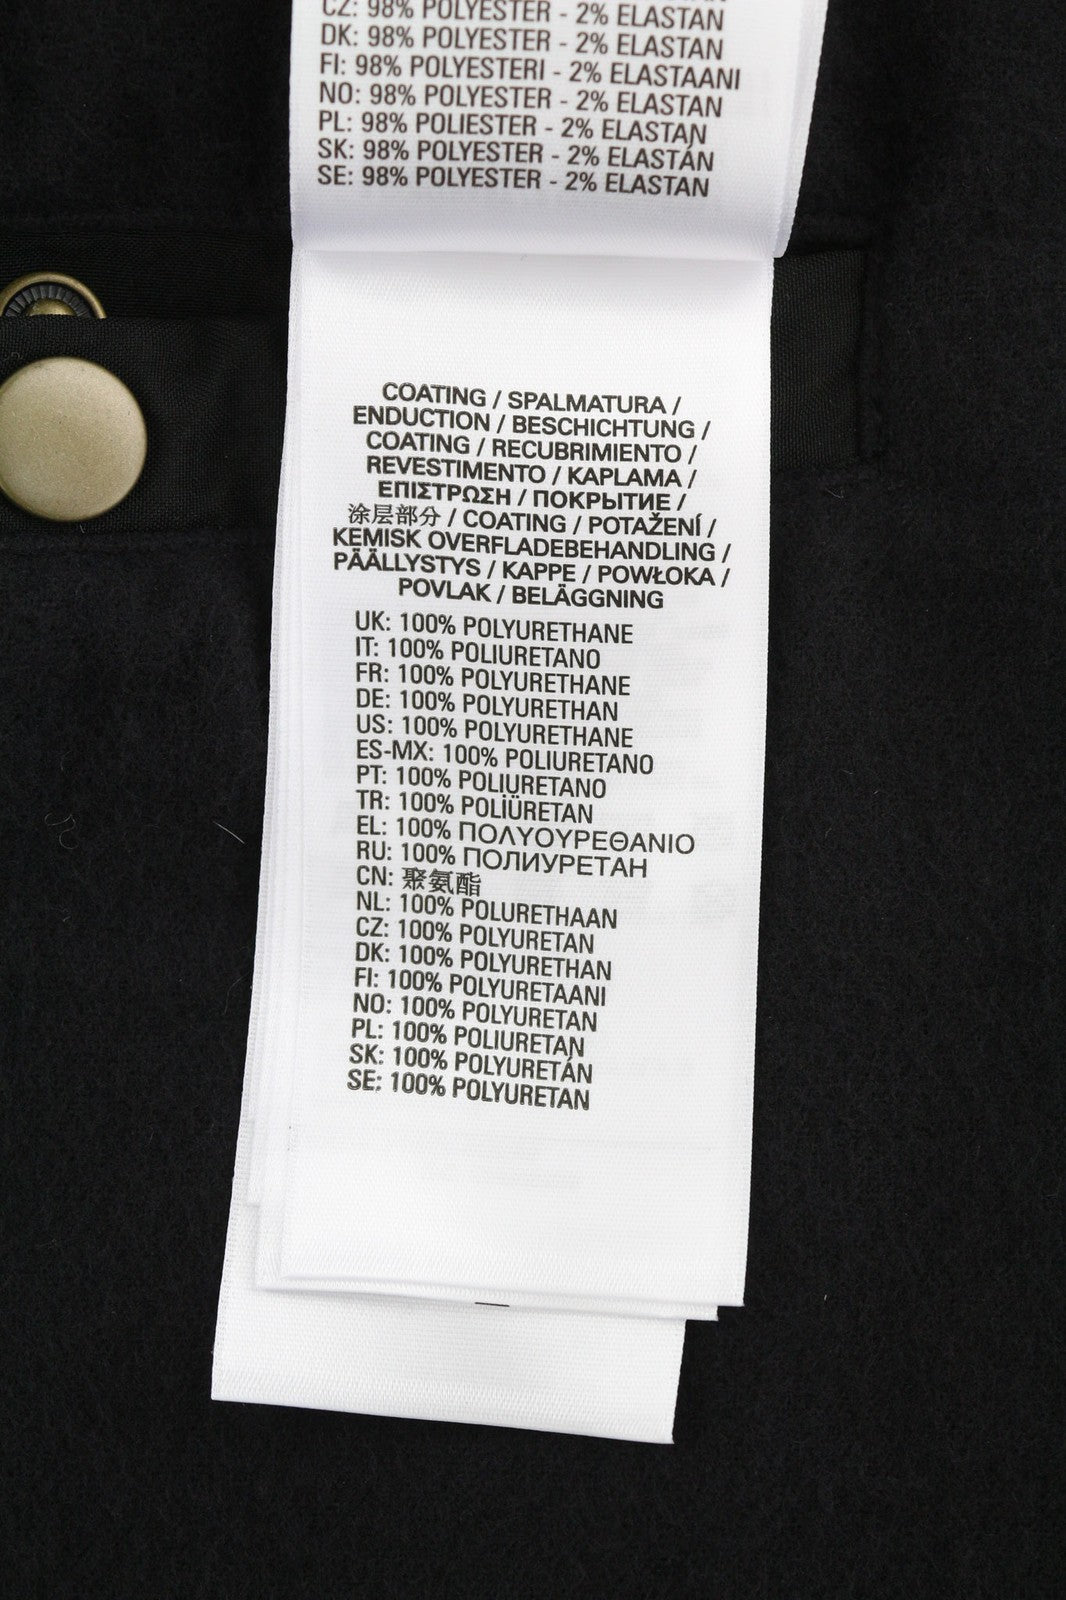 CZ: 98% POLYESTER - 2% ELASTAN
DK: 98% POLYESTER - 2% ELASTAN
FI: 98% POLYESTERI - 2% ELASTAANI
NO: 98% POLYESTER - 2% ELASTAN
PL: 98% POLIESTER - 2% ELASTAN
SK: 98% POLYESTER - 2% ELASTÁN
SE: 98% POLYESTER - 2% ELASTAN
COATING / SPALMATURA /
ENDUCTION / BESCHICHTUNG /
COATING / RECUBRIMIENTO /
REVESTIMENTO / KAPLAMA /
ΕΠΙΣΤΡΩΣΗ / ПОКРЫТИЕ /
涂层部分 / COATING / POTAŽENÍ /
KEMISK OVERFLADEBEHANDLING /
PÄÄLLYSTYS / KAPPE / POWŁOKA /
POVLAK / BELÄGGNING
UK: 100% POLYURETHANE
IT: 100% POLIURETANO
FR: 100% POLYURETHANE
DE: 100% POLYURETHAN
US: 100% POLYURETHANE
ES-MX: 100% POLIURETANO
PT: 100% POLIURETANO
TR: 100% POLİÜRETAN
EL: 100% ΠΟΛΥΟΥΡΕΘΑΝΙΟ
RU: 100% ПОЛИУРЕТАН
CN: 聚氨酯
NL: 100% POLURETHAAN
CZ: 100% POLYURETAN
DK: 100% POLYURETHAN
FI: 100% POLYURETAANI
NO: 100% POLYURETAN
PL: 100% POLIURETAN
SK: 100% POLYURETÁN
SE: 100% POLYURETAN